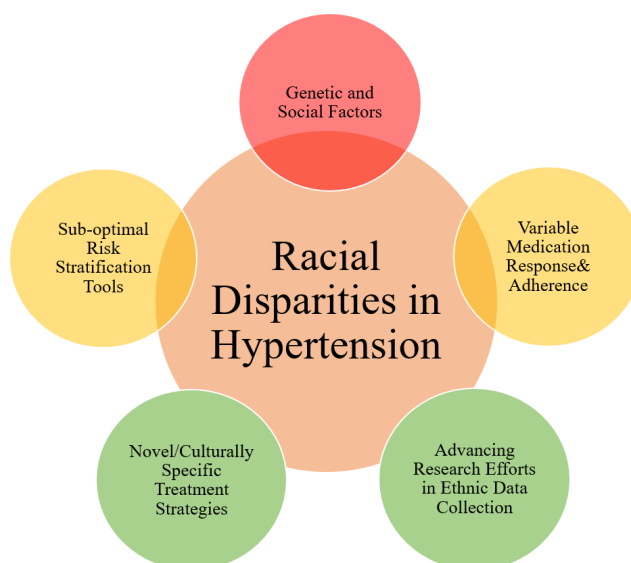 Genetic and
Social Factors
Sub-optimal
Risk
Stratification
Tools
Variable
Medication
Response&
Adherence
Racial
Disparities in
Hypertension
Novel/Culturally
Specific
Treatment
Strategies
Advancing
Research Efforts
in Ethnic Data
Collection